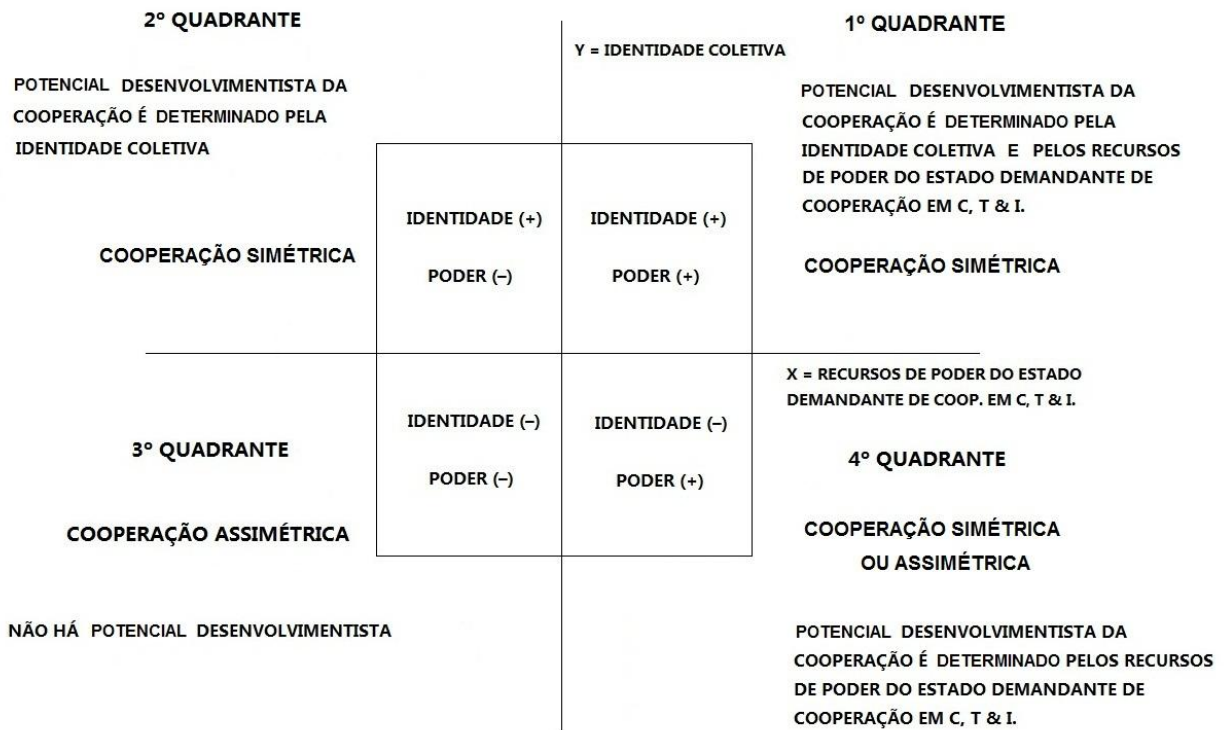 2º QUADRANTE
POTENCIAL DESENVOLVIMENTISTA DA
COOPERAÇÃO É DETERMINADO PELA
IDENTIDADE COLETIVA
COOPERAÇÃO SIMÉTRICA
IDENTIDADE (+)
PODER (–)
Y = IDENTIDADE COLETIVA
1º QUADRANTE
POTENCIAL DESENVOLVIMENTISTA DA
COOPERAÇÃO É DETERMINADO PELA
IDENTIDADE COLETIVA E PELOS RECURSOS
DE PODER DO ESTADO DEMANDANTE DE
COOPERAÇÃO EM C, T & I.
COOPERAÇÃO SIMÉTRICA
IDENTIDADE (+)
PODER (+)
3º QUADRANTE
COOPERAÇÃO ASSIMÉTRICA
NÃO HÁ POTENCIAL DESENVOLVIMENTISTA
IDENTIDADE (–)
PODER (–)
IDENTIDADE (–)
PODER (+)
X = RECURSOS DE PODER DO ESTADO
DEMANDANTE DE COOP. EM C, T & I.
4º QUADRANTE
COOPERAÇÃO SIMÉTRICA
OU ASSIMÉTRICA
POTENCIAL DESENVOLVIMENTISTA DA
COOPERAÇÃO É DETERMINADO PELOS RECURSOS
DE PODER DO ESTADO DEMANDANTE DE
COOPERAÇÃO EM C, T & I.